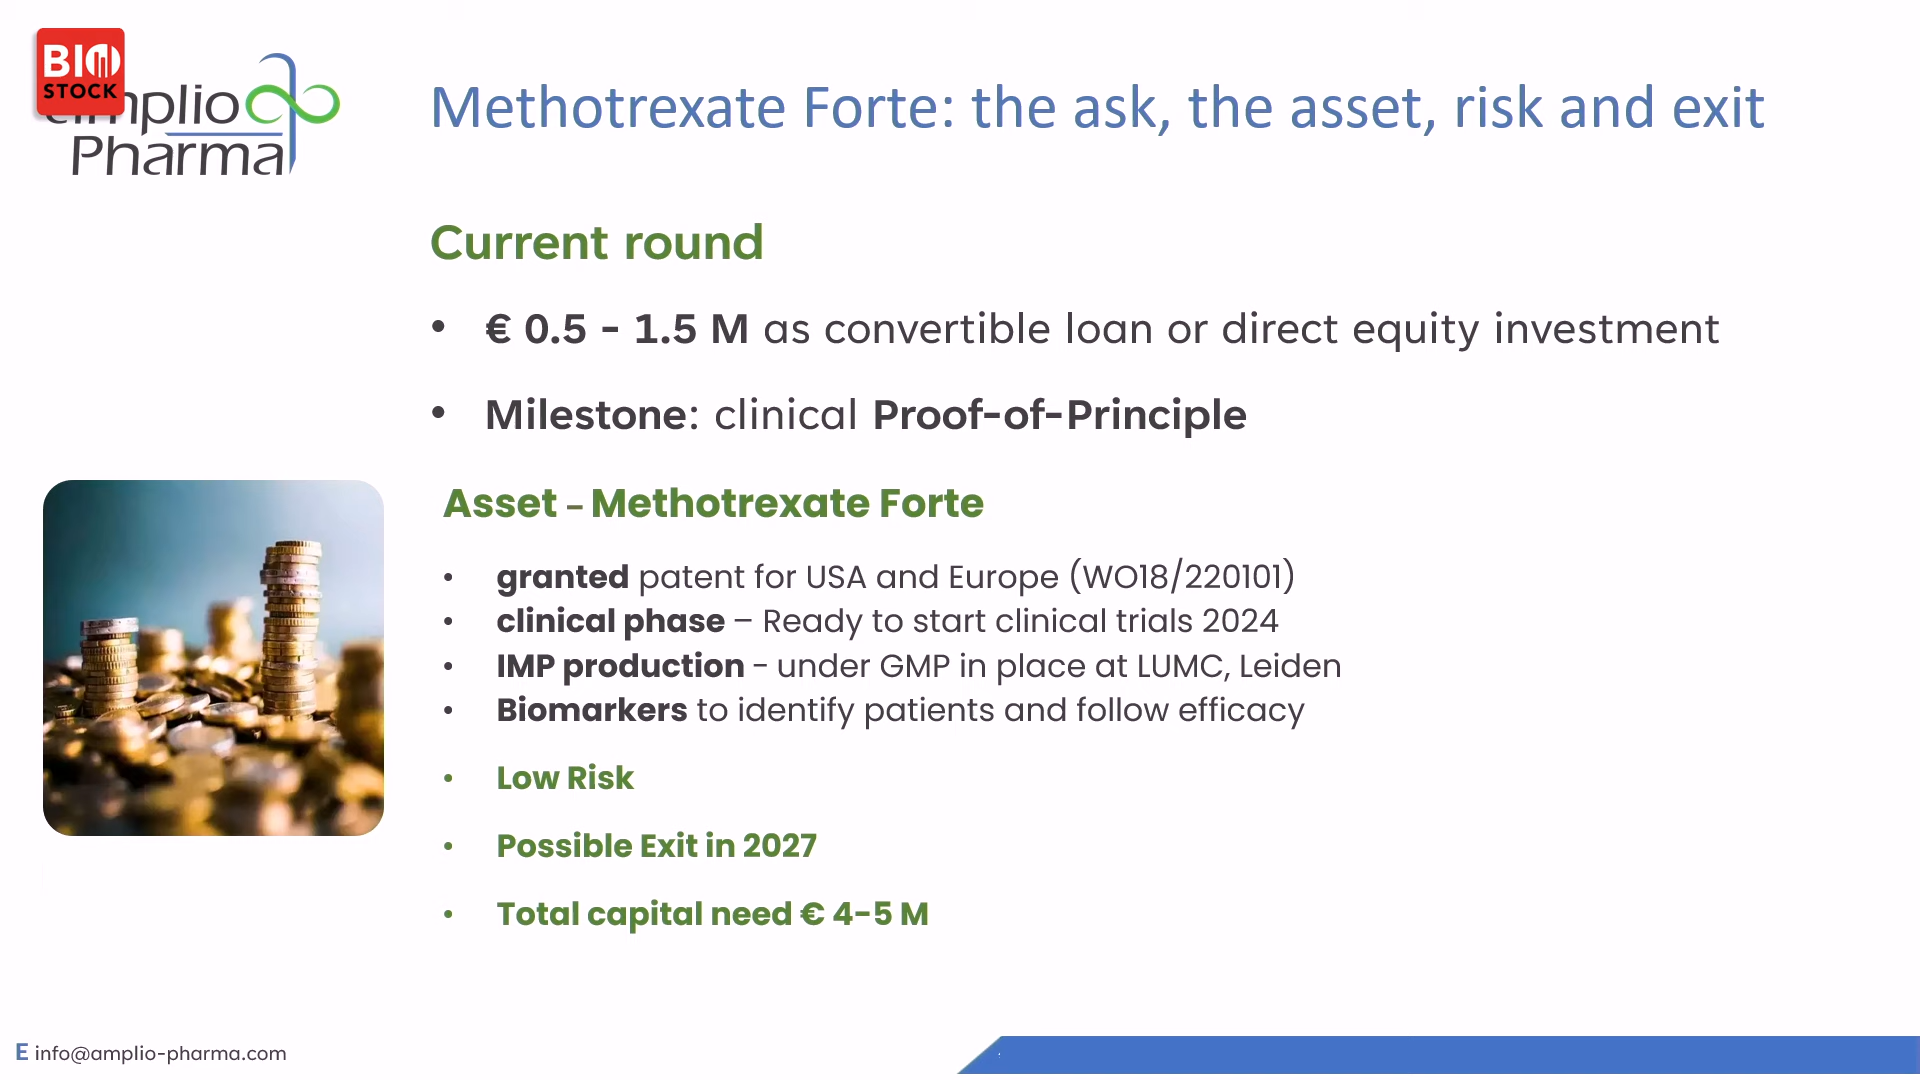 BIO
STOCK
amplio
Pharma
Methotrexate Forte: the ask, the asset, risk and exit
Current round
• € 0.5 - 1.5 M as convertible loan or direct equity investment
• Milestone: clinical Proof-of-Principle
Asset – Methotrexate Forte
• granted patent for USA and Europe (WO18/220101)
• clinical phase – Ready to start clinical trials 2024
• IMP production - under GMP in place at LUMC, Leiden
• Biomarkers to identify patients and follow efficacy
• Low Risk
• Possible Exit in 2027
• Total capital need € 4-5 M
E info@amplio-pharma.com